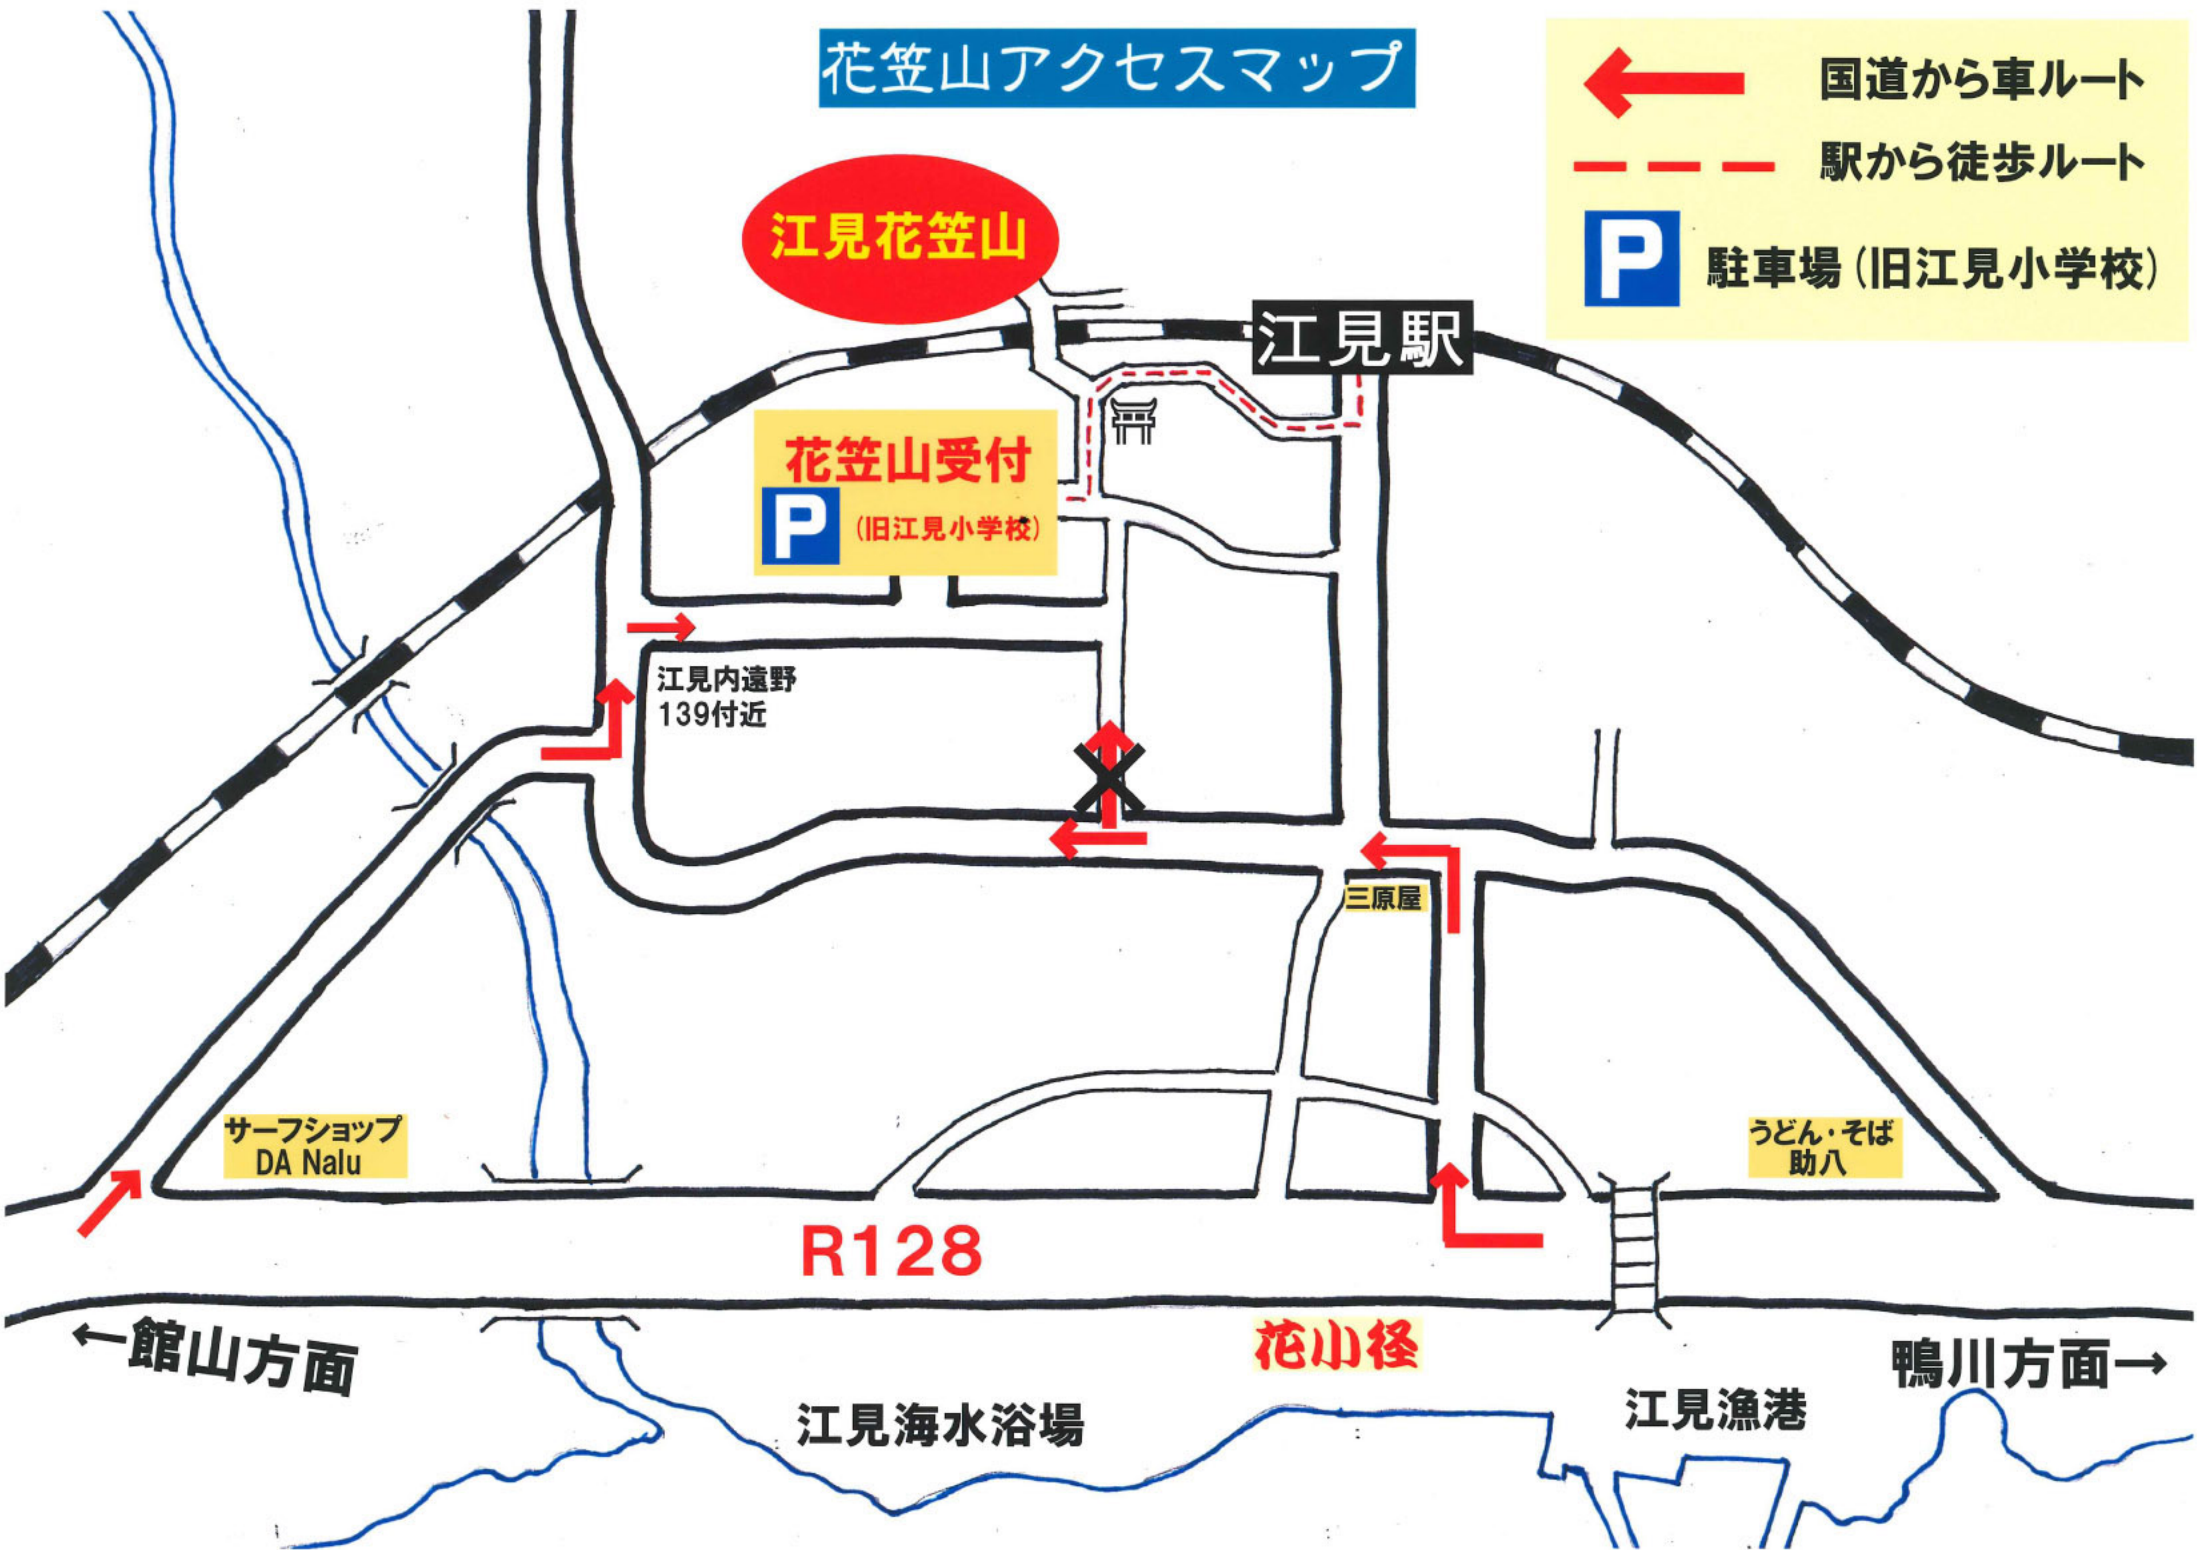 花笠山アクセスマップ
国道から車ルート
駅から徒歩ルート
P 駐車場(旧江見小学校)
江見花笠山
江見駅
花笠山受付
P (旧江見小学校)
江見内遠野
139付近
三原屋
サーフショップ
DA Nalu
うどん・そば
助八
R128
←館山方面
花小径
鴨川方面→
江見海水浴場
江見漁港